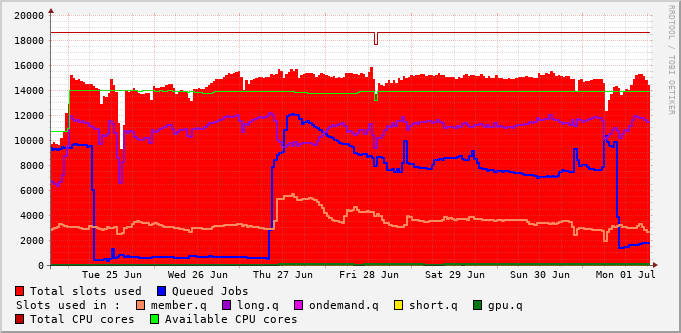 RRDTOOL / TOBI OETIKER
20000
18000
16000
14000
12000
10000
8000
6000
4000
2000
0
Tue 25 Jun Wed 26 Jun Thu 27 Jun Fri 28 Jun Sat 29 Jun Sun 30 Jun Mon 01 Jul
Total slots used Queued Jobs
Slots used in : member.q long.q ondemand.q short.q gpu.q
Total CPU cores Available CPU cores